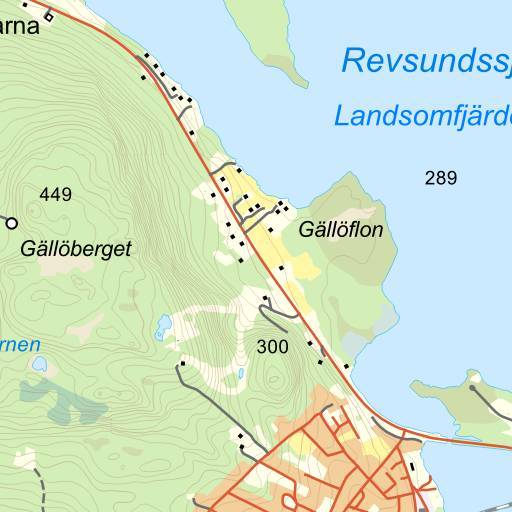 arna
Revsundssj
Landsomfjärde
449
289
Gällöflon
Gällöberget
rnen
300